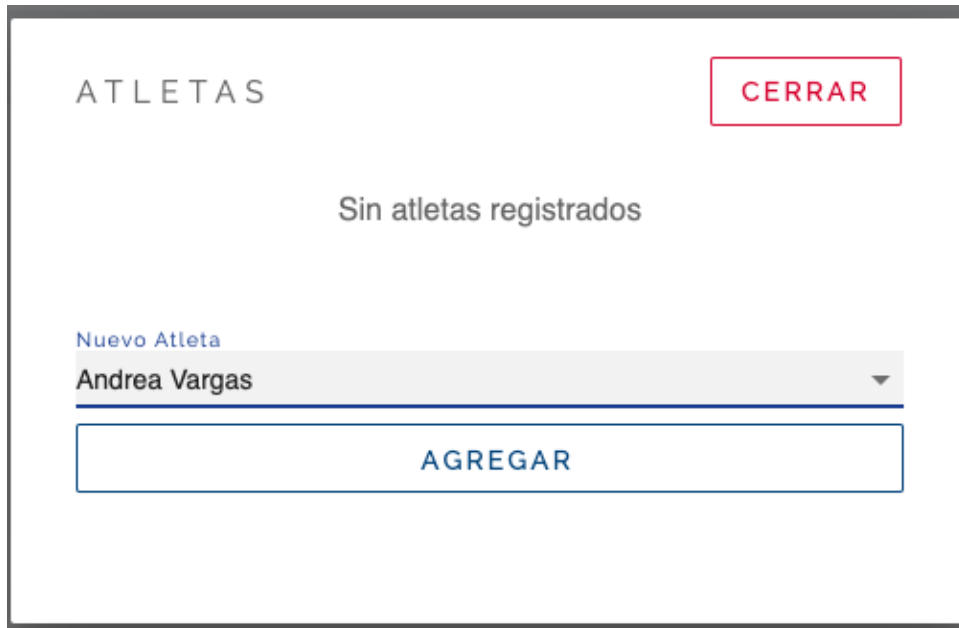 ATLETAS
CERRAR
Sin atletas registrados
Nuevo Atleta
Andrea Vargas
AGREGAR